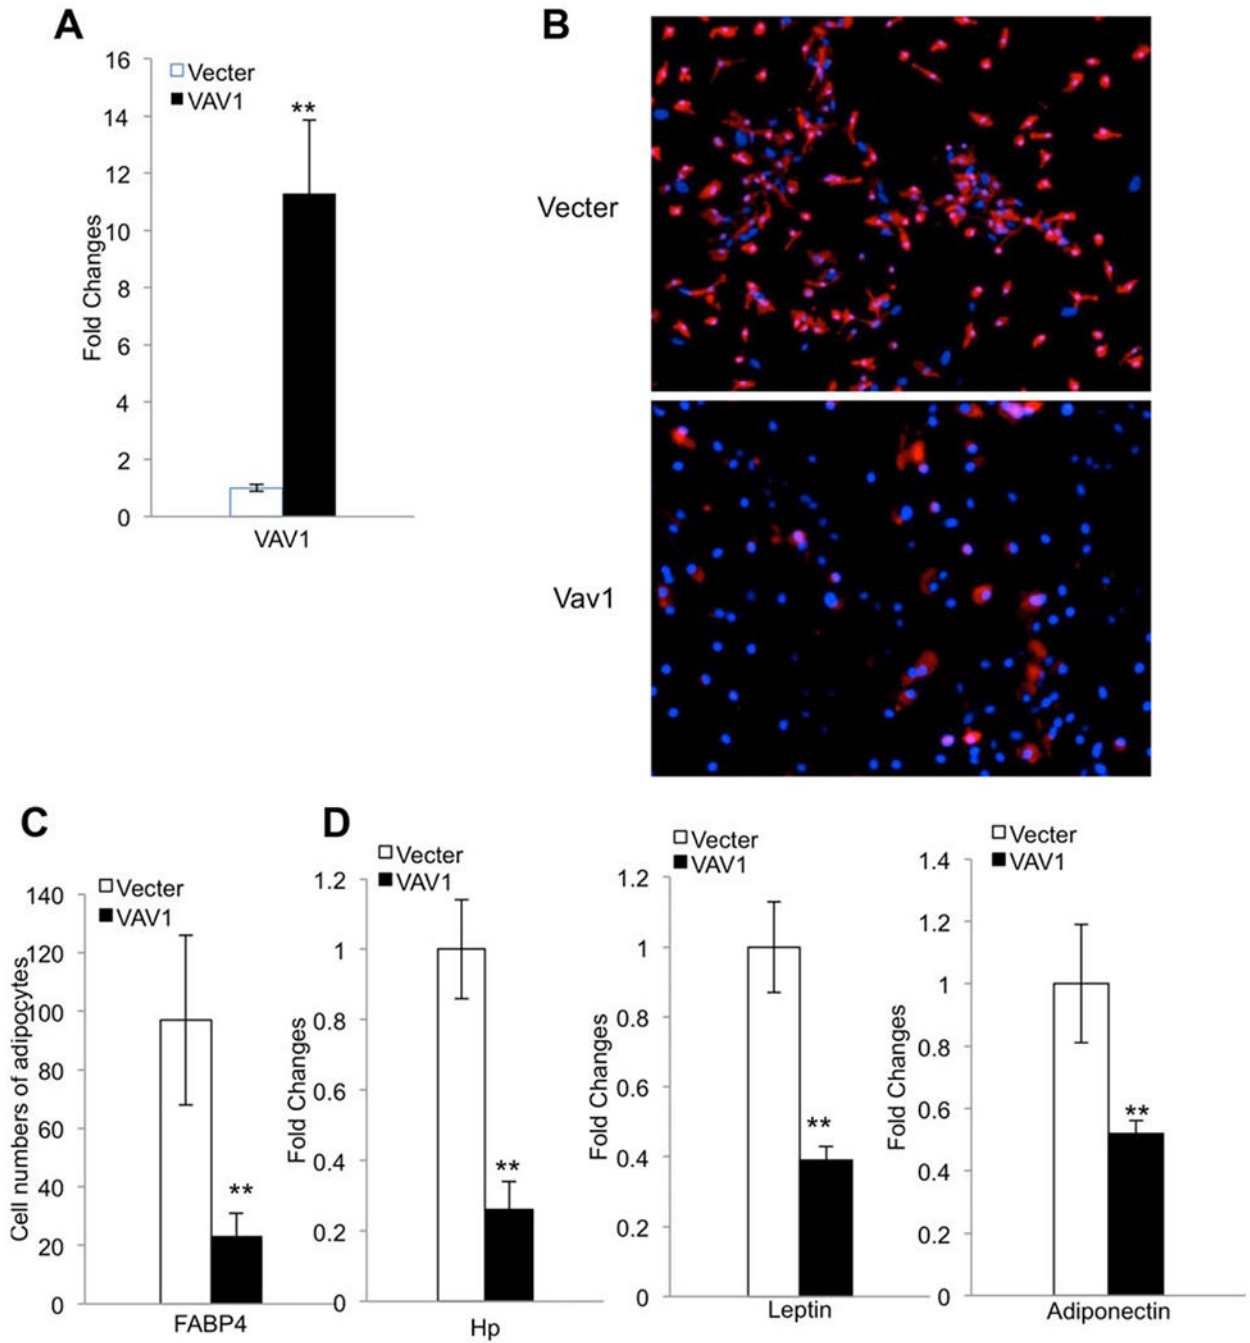 A
16
14
12
10
8
6
4
2
0
Fold Changes
Vecter
VAV1
**
VAV1
B
Vecter
Vav1
C
140
120
100
80
60
40
20
0
Cell numbers of adipocytes
Vecter
VAV1
**
FABP4
D
1.2
1
0.8
0.6
0.4
0.2
0
Fold Changes
Vecter
VAV1
**
Hp
1.2
1
0.8
0.6
0.4
0.2
0
Fold Changes
Vecter
VAV1
**
Leptin
1.4
1.2
1
0.8
0.6
0.4
0.2
0
Fold Changes
Vecter
VAV1
**
Adiponectin